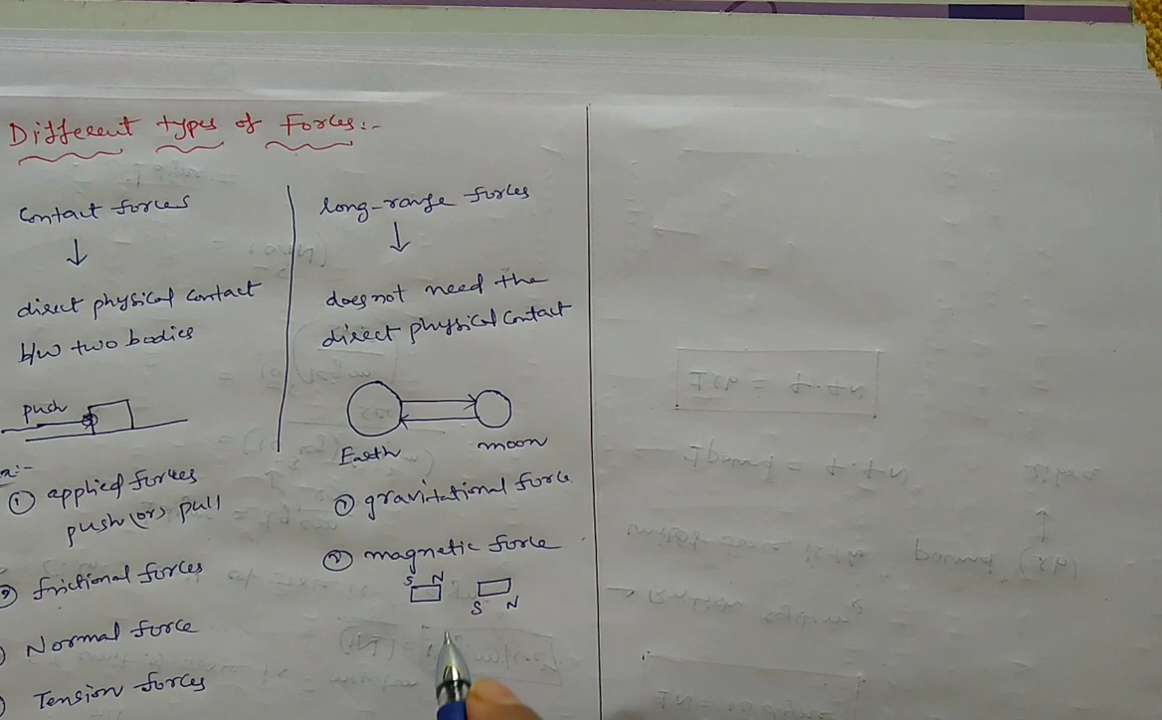 Different types of Forces:-
Contact forces
direct physical contact
b/w two bodies
push
① applied forces
push (or) pull
② frictional forces
Normal force
Tension forces
long-range forces
does not need the
direct physical contact
Earth
moon
① gravitational force
② magnetic force
S N
S N